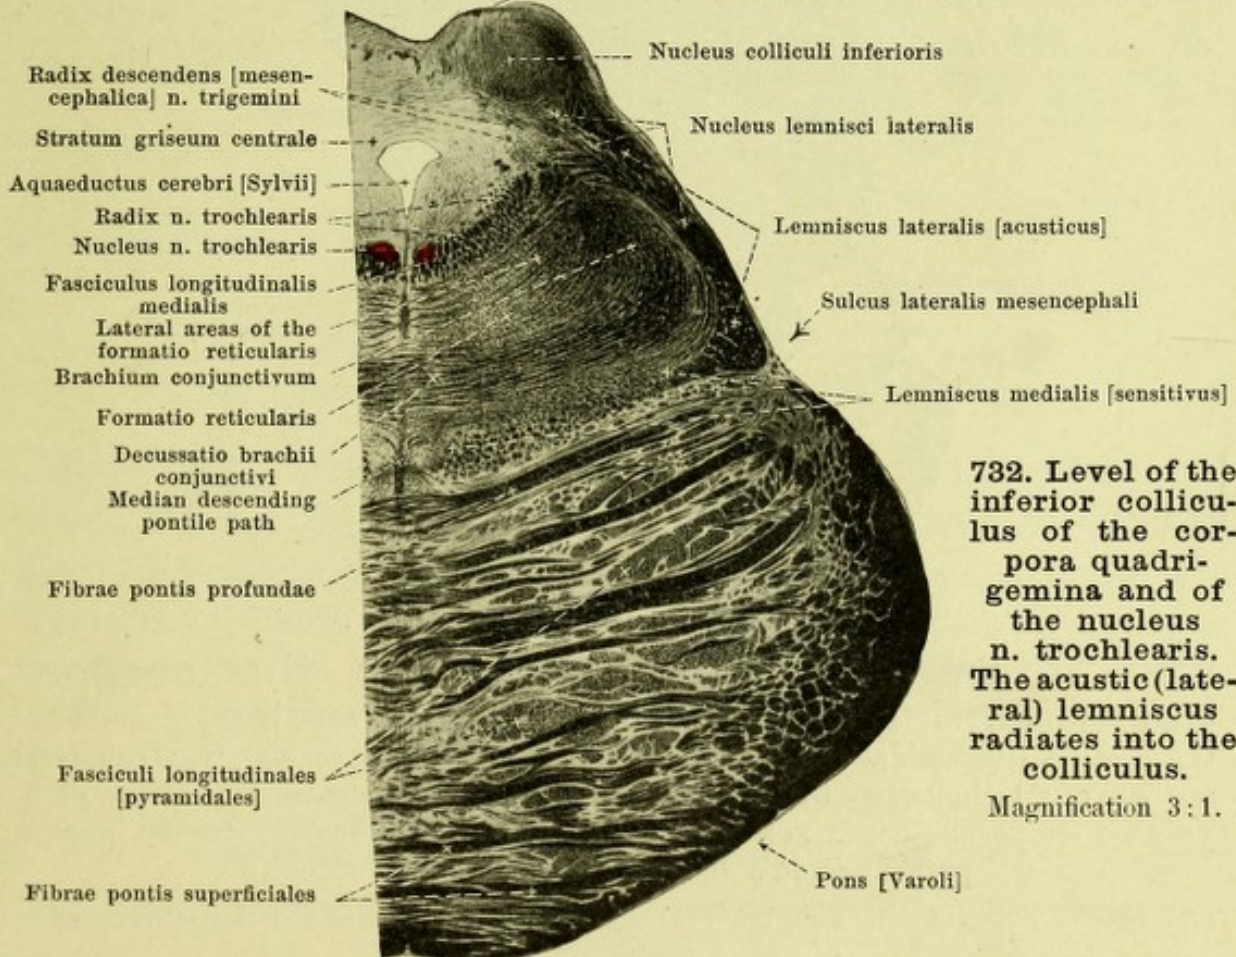 Radix descendens [mesen-
cephalica] n. trigemini
Stratum griseum centrale
Aquaeductus cerebri [Sylvii]
Radix n. trochlearis
Nucleus n. trochlearis
Fasciculus longitudinalis
medialis
Lateral areas of the
formatio reticularis
Brachium conjunctivum
Formatio reticularis
Decussatio brachii
conjunctivi
Median descending
pontile path
Fibrae pontis profundae
Fasciculi longitudinales
[pyramidales]
Fibrae pontis superficiales
Nucleus colliculi inferioris
Nucleus lemnisci lateralis
Lemniscus lateralis [acusticus]
Sulcus lateralis mesencephali
Lemniscus medialis [sensitivus]
732. Level of the
inferior collicu-
lus of the cor-
pora quadri-
gemina and of
the nucleus
n. trochlearis.
The acustic (late-
ral) lemniscus
radiates into the
colliculus.
Magnification 3 : 1.
Pons [Varoli]